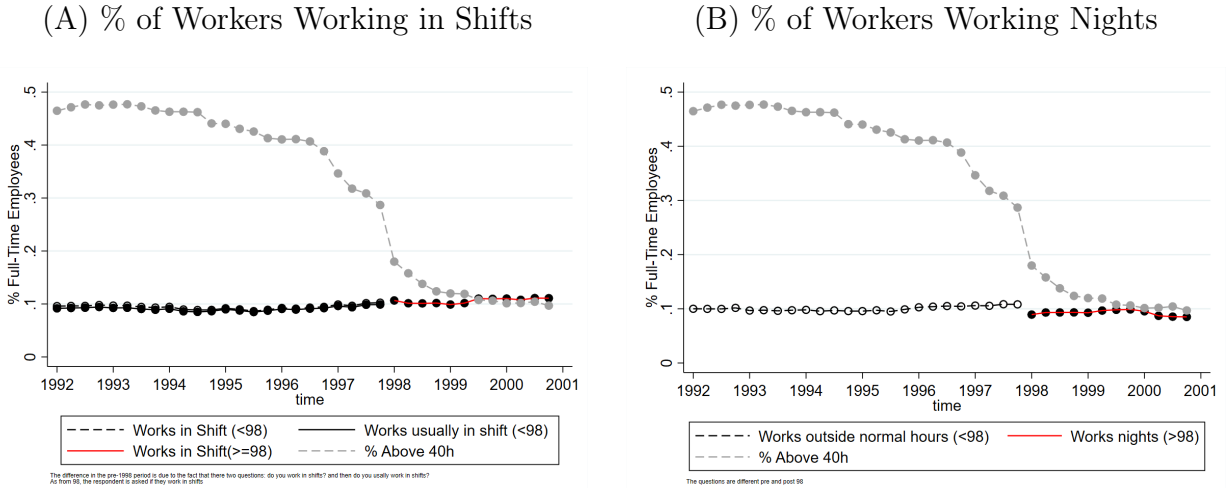 (A) % of Workers Working in Shifts
% Full-Time Employees
.5
.4
.3
.2
.1
0
1992 1993 1994 1995 1996 1997 1998 1999 2000 2001
time
Works in Shift (<98) Works usually in shift (<98)
Works in Shift(>=98) % Above 40h
The difference in the pre-1998 period is due to the fact that there two questions: do you work in shifts? and then do you usally work in shifts?
As from 98, the respondent is asked if they work in shifts
(B) % of Workers Working Nights
% Full-Time Employees
.5
.4
.3
.2
.1
0
1992 1993 1994 1995 1996 1997 1998 1999 2000 2001
time
Works outside normal hours (<98) Works nights (>98)
% Above 40h
The questions are different pre and post 98